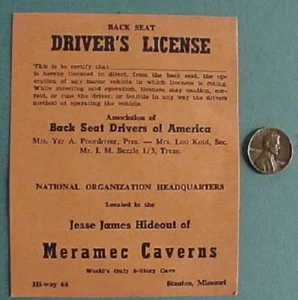 BACK SEAT
DRIVER'S LICENSE
This is to certify that
is hereby licensed to direct, from the back seat, the op-
eration of any motor vehicle in which licensee is riding.
While directing said operation, licensee may caution, cor-
rect, or cuss the driver, or belittle in any way the drivers
method of operating the vehicle.
Association of
Back Seat Drivers of America
Mrs. Yer A. Poordriver, Pres. — Mrs. Loo Kout, Sec.
Mr. I. M. Bezzle 1/3, Treas.
NATIONAL ORGANIZATION HEADQUARTERS
Located in the
Jesse James Hideout of
Meramec Caverns
World's Only 5-Story Cave
Hi-way 66 Stanton, Missouri